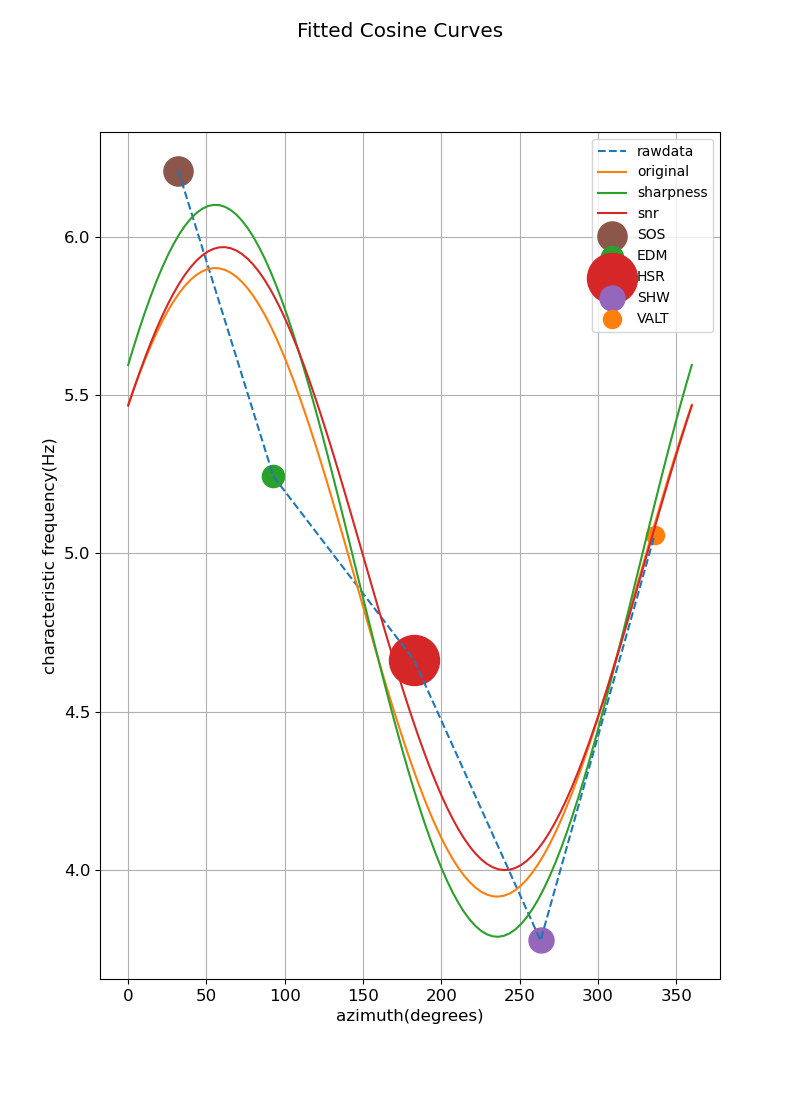 Fitted Cosine Curves
characteristic frequency(Hz)
6.0
5.5
5.0
4.5
4.0
0 50 100 150 200 250 300 350
azimuth(degrees)
rawdata
original
sharpness
snr
SOS
EDM
HSR
SHW
VALT